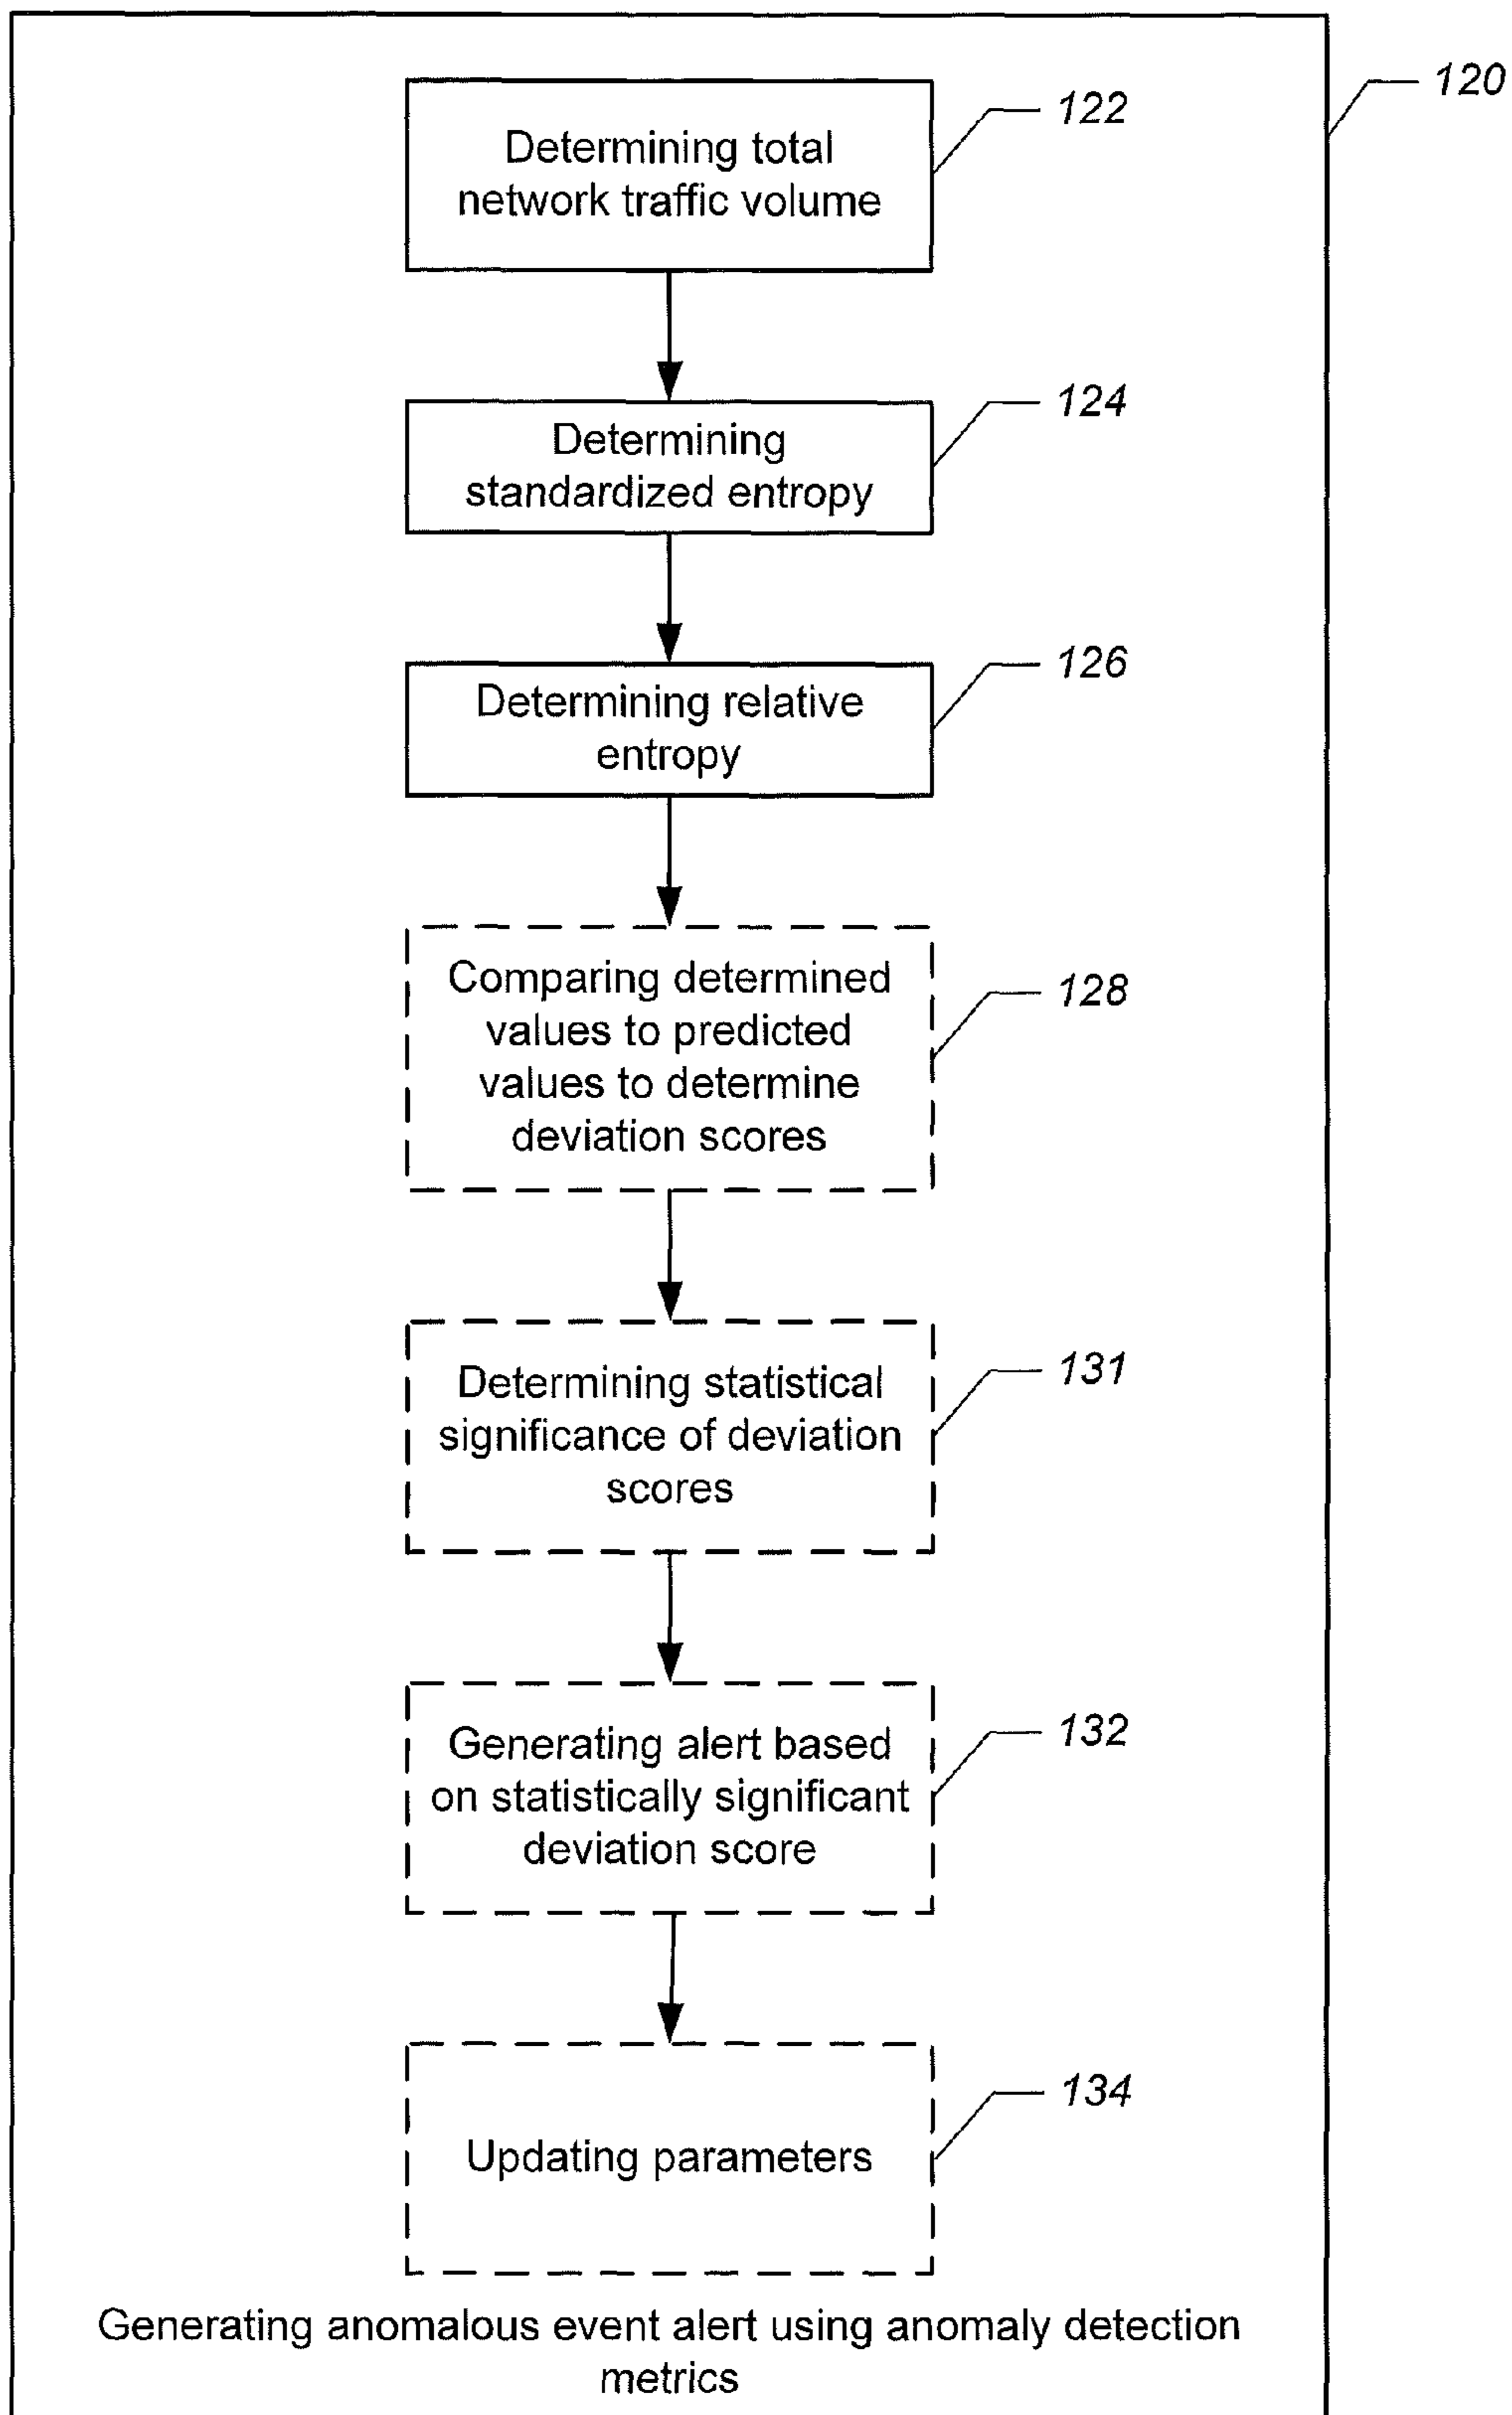 120
122
Determining total
network traffic volume
124
Determining
standardized entropy
126
Determining relative
entropy
128
Comparing determined
values to predicted
values to determine
deviation scores
131
Determining statistical
significance of deviation
scores
132
Generating alert based
on statistically significant
deviation score
134
Updating parameters
Generating anomalous event alert using anomaly detection
metrics